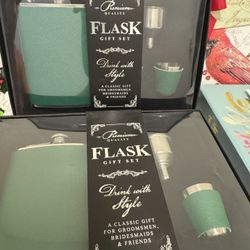 Premium
QUALITY
FLASK
GIFT SET
Drink with
Style
A CLASSIC GIFT
FOR GROOMSMEN,
BRIDESMAIDS
& FRIENDS
Premium
QUALITY
FLASK
GIFT SET
Drink with
Style
A CLASSIC GIFT
FOR GROOMSMEN,
BRIDESMAIDS
& FRIENDS